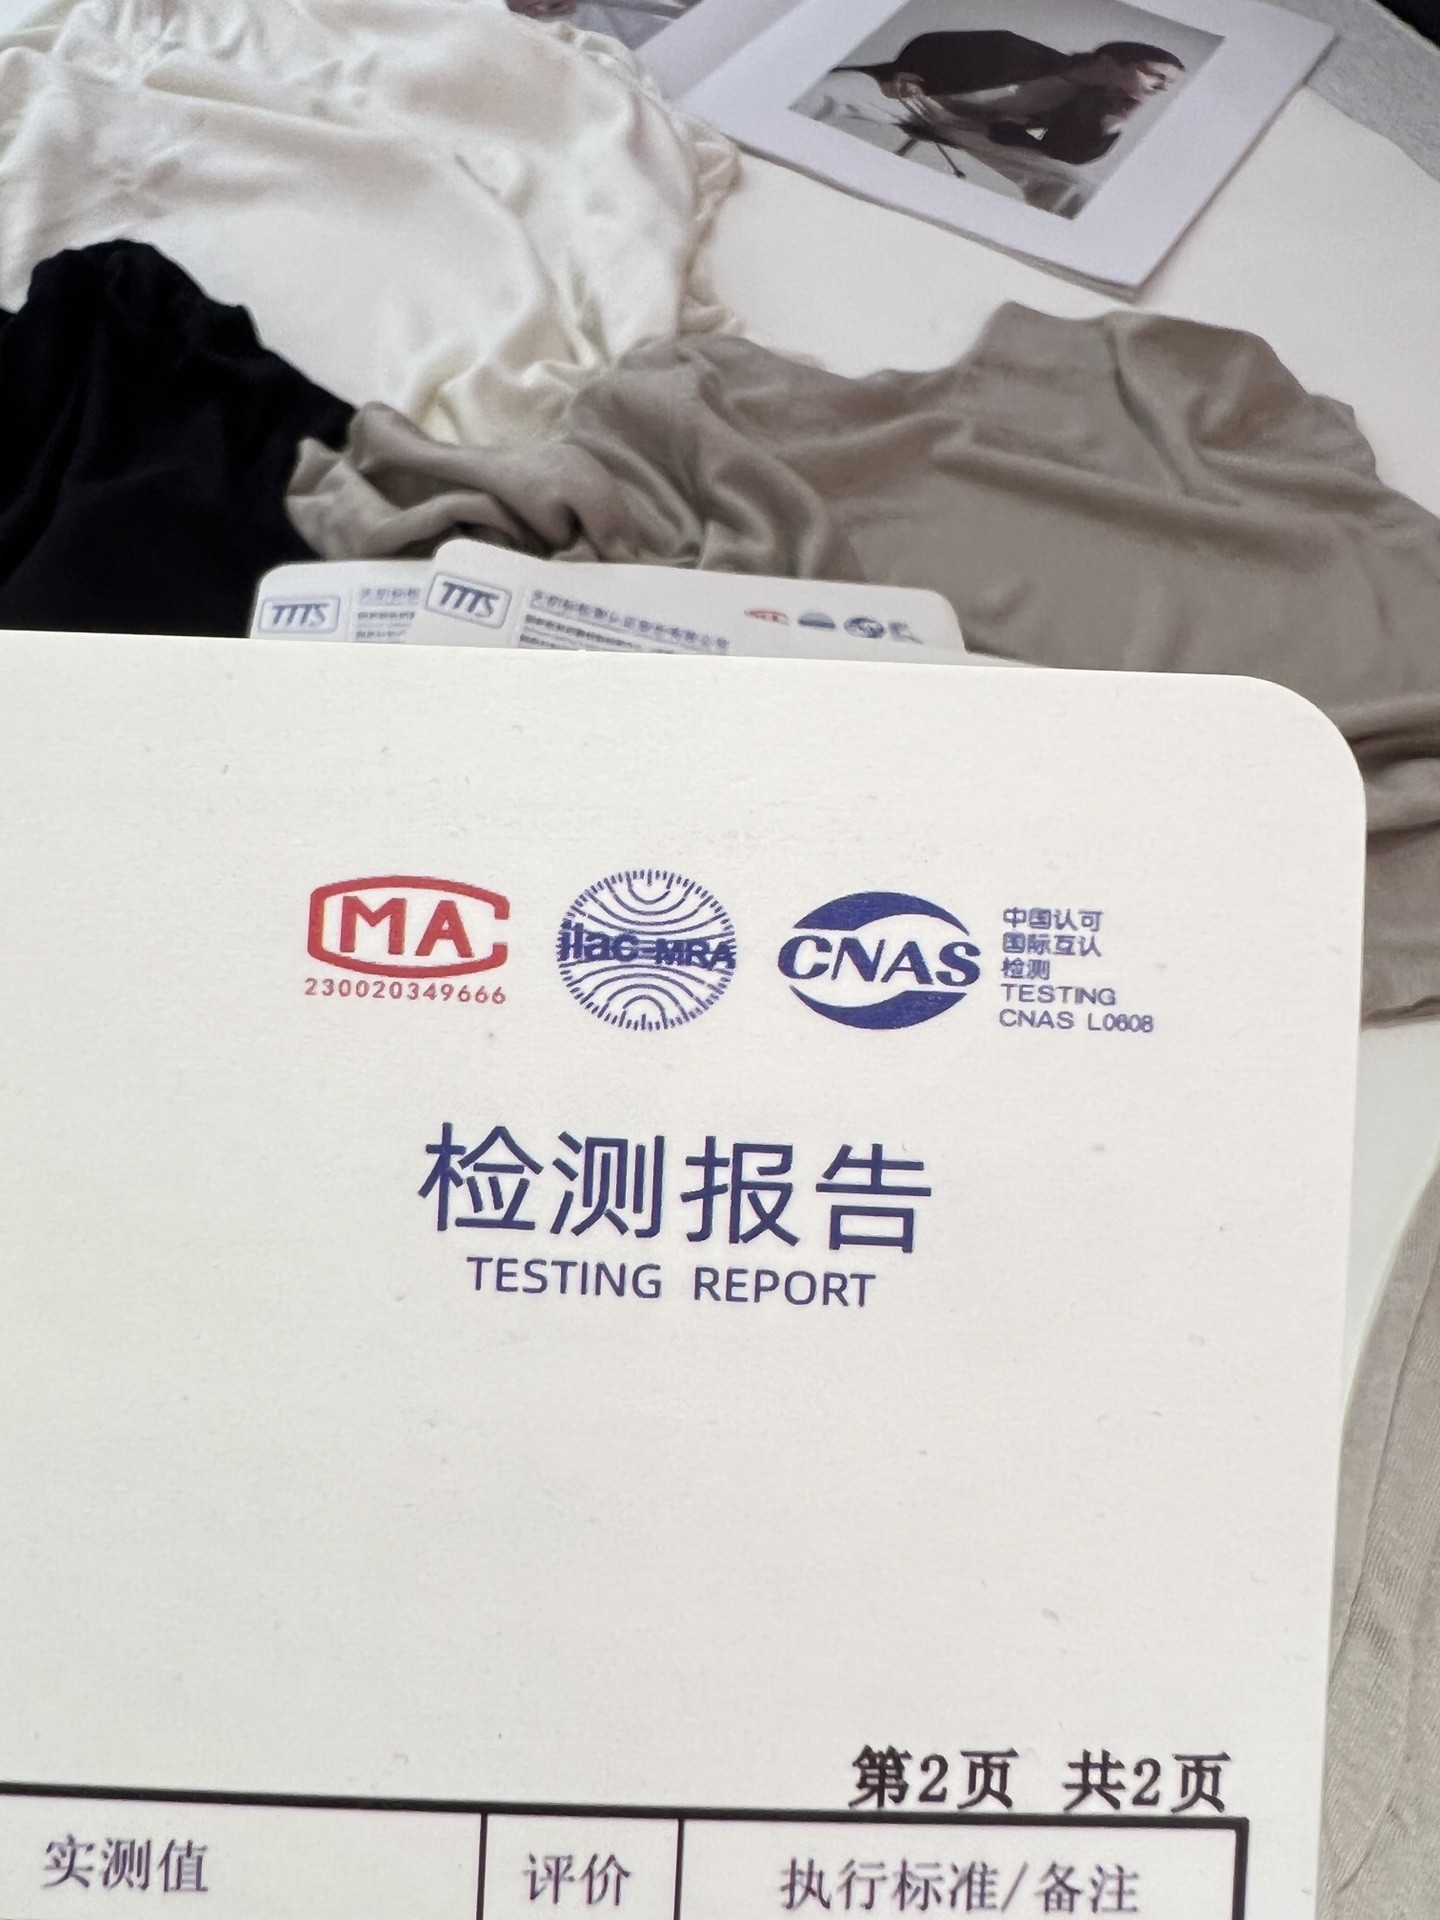 TTTS
TTTS
MA
230020349666
ilac-MRA
CNAS
中国认可
国际互认
检测
TESTING
CNAS L0608
检测报告
TESTING REPORT
第2页 共2页
实测值 评价 执行标准/备注